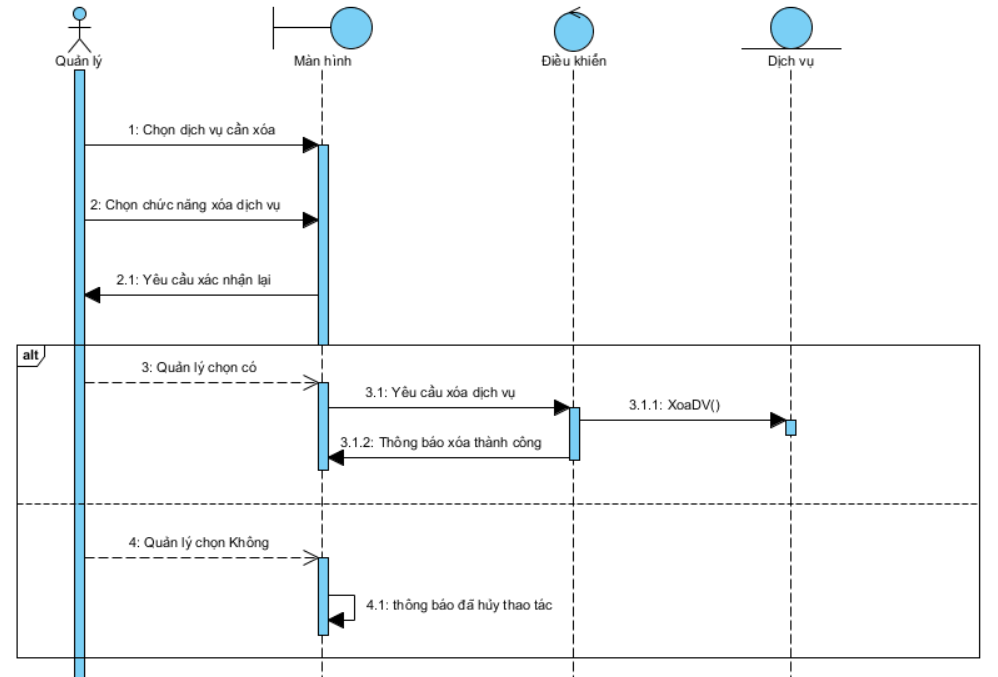 Quản lý
Màn hình
Điều khiển
Dịch vụ
1: Chọn dịch vụ cần xóa
2: Chọn chức năng xóa dịch vụ
2.1: Yêu cầu xác nhận lại
alt
3: Quản lý chọn có
3.1: Yêu cầu xóa dịch vụ
3.1.1: XoaDV()
3.1.2: Thông báo xóa thành công
4: Quản lý chọn Không
4.1: thông báo đã hủy thao tác